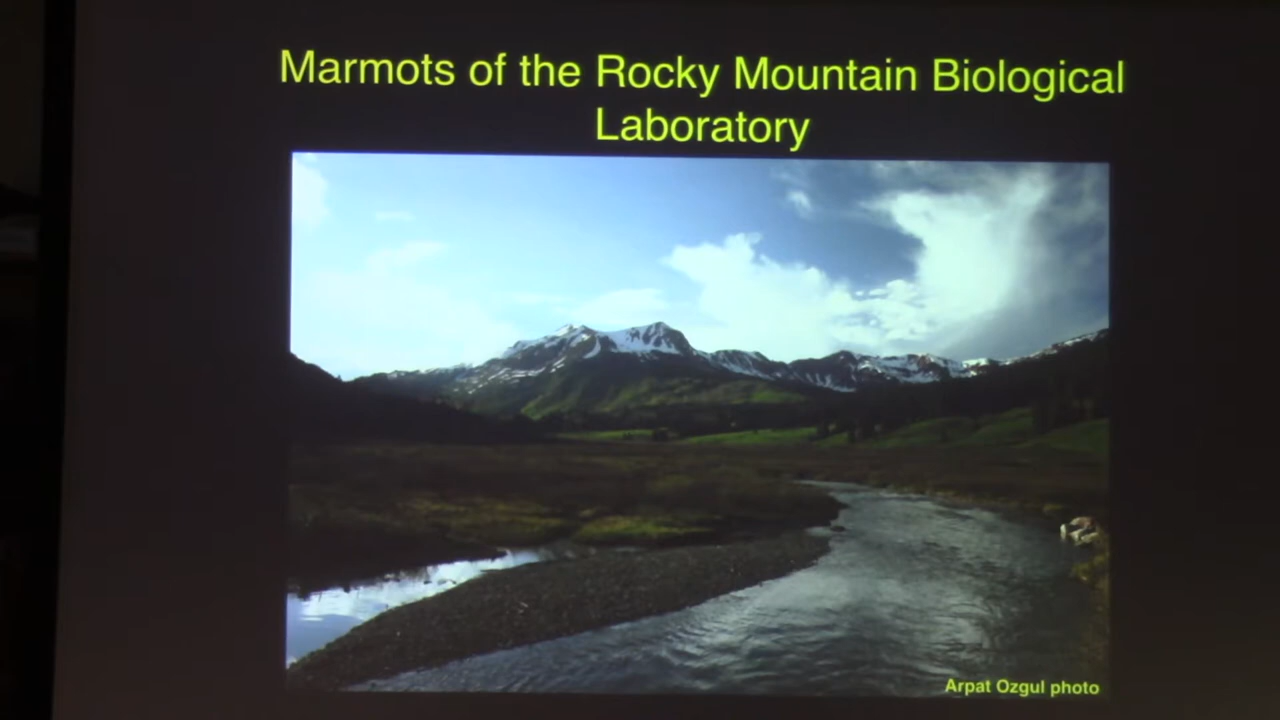 Marmots of the Rocky Mountain Biological
Laboratory
Arpat Ozgul photo